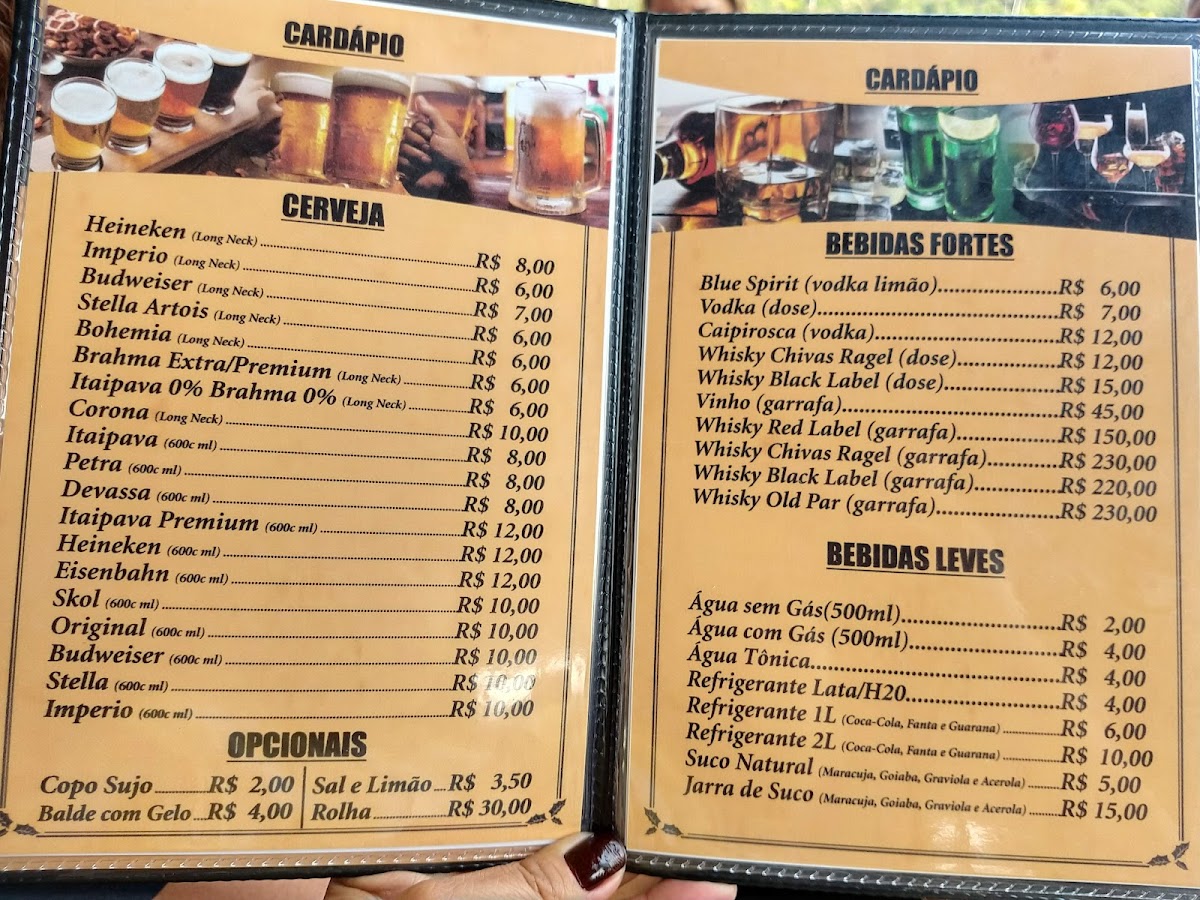 CARDÁPIO
CERVEJA
Heineken (Long Neck) R$ 8,00
Imperio (Long Neck) R$ 6,00
Budweiser (Long Neck) R$ 7,00
Stella Artois (Long Neck) R$ 6,00
Bohemia (Long Neck) R$ 6,00
Brahma Extra/Premium (Long Neck) R$ 6,00
Itaipava 0% Brahma 0% (Long Neck) R$ 6,00
Corona (Long Neck) R$ 10,00
Itaipava (600c ml) R$ 8,00
Petra (600c ml) R$ 8,00
Devassa (600c ml) R$ 8,00
Itaipava Premium (600c ml) R$ 12,00
Heineken (600c ml) R$ 12,00
Eisenbahn (600c ml) R$ 12,00
Skol (600c ml) R$ 10,00
Original (600c ml) R$ 10,00
Budweiser (600c ml) R$ 10,00
Stella (600c ml) R$ 10,00
Imperio (600c ml) R$ 10,00
OPCIONAIS
Copo Sujo R$ 2,00 Sal e Limão R$ 3,50
Balde com Gelo R$ 4,00 Rolha R$ 30,00
CARDÁPIO
BEBIDAS FORTES
Blue Spirit (vodka limão) R$ 6,00
Vodka (dose) R$ 7,00
Caipirosca (vodka) R$ 12,00
Whisky Chivas Ragel (dose) R$ 12,00
Whisky Black Label (dose) R$ 15,00
Vinho (garrafa) R$ 45,00
Whisky Red Label (garrafa) R$ 150,00
Whisky Chivas Ragel (garrafa) R$ 230,00
Whisky Black Label (garrafa) R$ 220,00
Whisky Old Par (garrafa) R$ 230,00
BEBIDAS LEVES
Água sem Gás(500ml) R$ 2,00
Água com Gás (500ml) R$ 4,00
Água Tônica R$ 4,00
Refrigerante Lata/H20 R$ 4,00
Refrigerante 1L (Coca-Cola, Fanta e Guarana) R$ 6,00
Refrigerante 2L (Coca-Cola, Fanta e Guarana) R$ 10,00
Suco Natural (Maracuja, Goiaba, Graviola e Acerola) R$ 5,00
Jarra de Suco (Maracuja, Goiaba, Graviola e Acerola) R$ 15,00